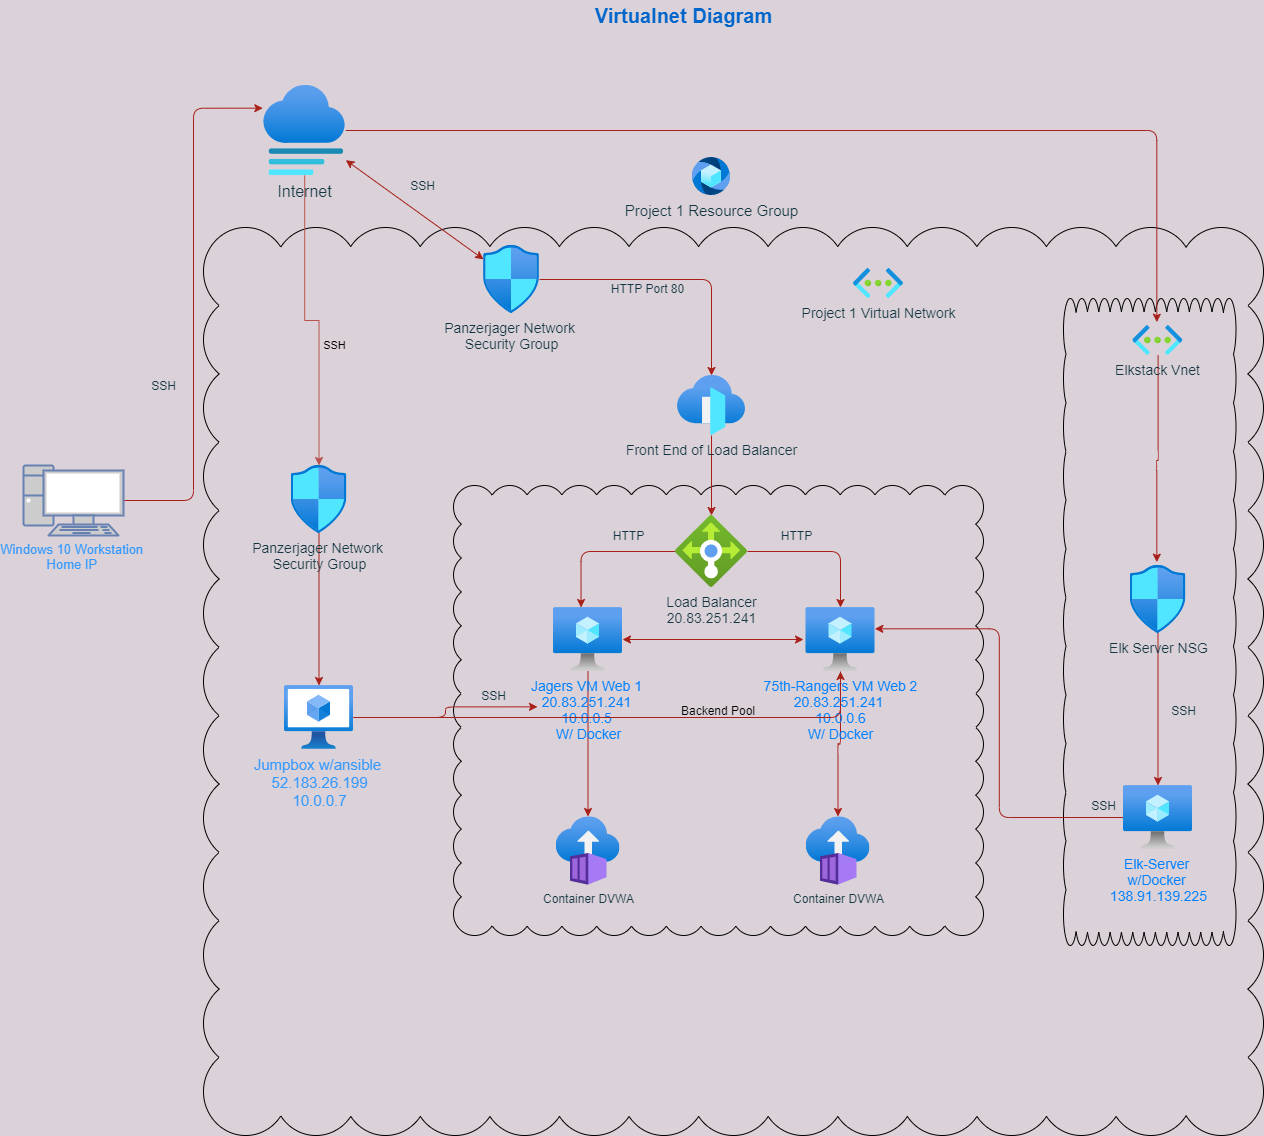 Virtualnet Diagram
Internet
SSH
Project 1 Resource Group
HTTP Port 80
Panzerjager Network
Security Group
Project 1 Virtual Network
SSH
Elkstack Vnet
SSH
Front End of Load Balancer
Windows 10 Workstation
Home IP
Panzerjager Network
Security Group
HTTP
HTTP
Load Balancer
20.83.251.241
Elk Server NSG
Jagers VM Web 1
20.83.251.241
10.0.0.5
W/ Docker
75th-Rangers VM Web 2
20.83.251.241
10.0.0.6
W/ Docker
SSH
Backend Pool
SSH
Jumpbox w/ansible
52.183.26.199
10.0.0.7
SSH
Elk-Server
w/Docker
138.91.139.225
Container DVWA
Container DVWA